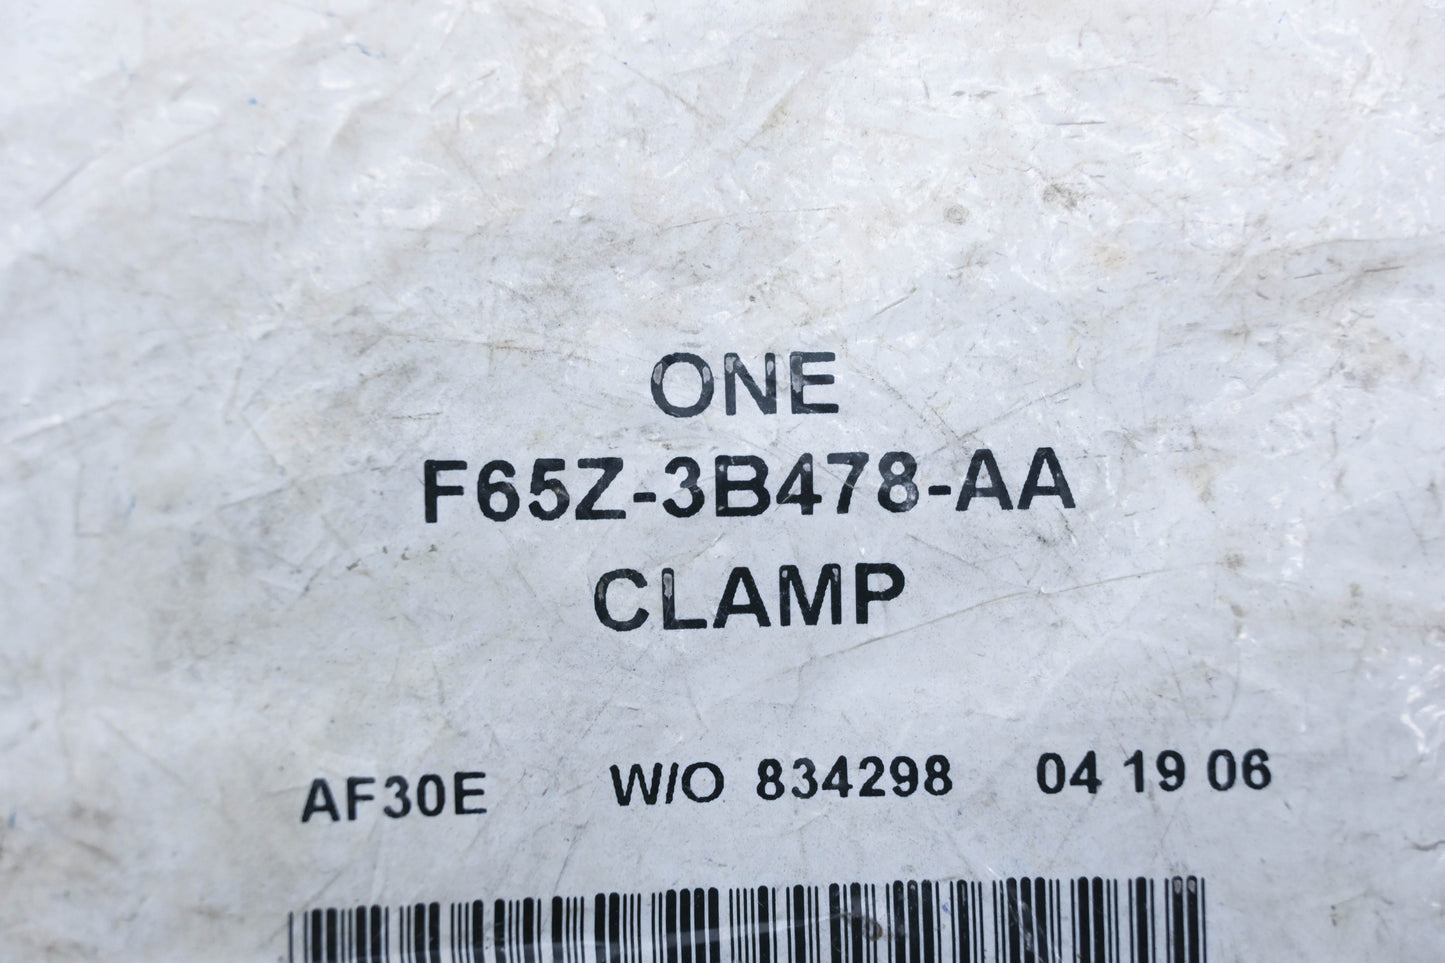 ONE
F65Z-3B478-AA
CLAMP
AF30E W/O 834298 04 19 06